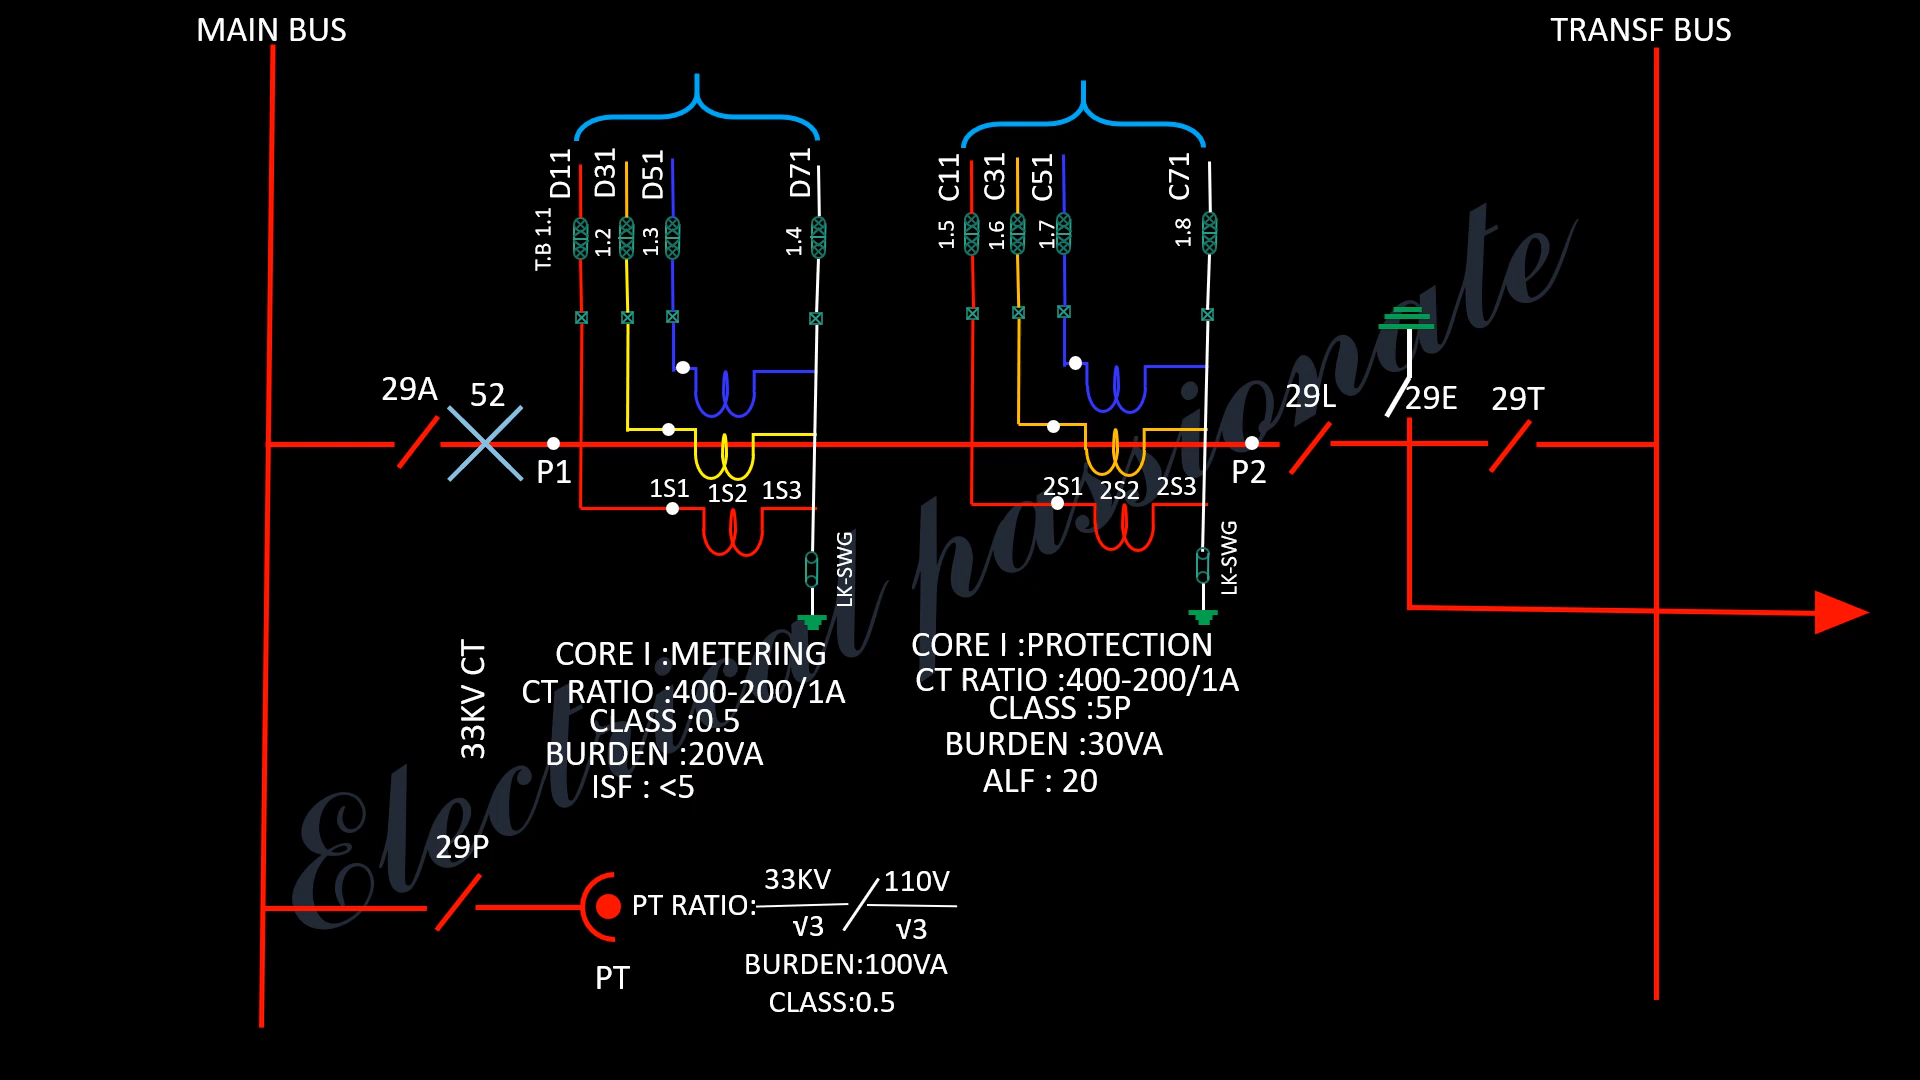 MAIN BUS
TRANSF BUS
D11
D31
D51
D71
C11
C31
C51
C71
T.B 1.1
1.2
1.3
1.4
1.5
1.6
1.7
1.8
29A
52
29L
29E
29T
P1
P2
1S1
1S2
1S3
2S1
2S2
2S3
LK-SWG
LK-SWG
33KV CT
CORE I :METERING
CT RATIO :400-200/1A
CLASS :0.5
BURDEN :20VA
ISF : <5
CORE I :PROTECTION
CT RATIO :400-200/1A
CLASS :5P
BURDEN :30VA
ALF : 20
Electrical passionate
29P
PT
PT RATIO: 33KV/√3 / 110V/√3
BURDEN:100VA
CLASS:0.5